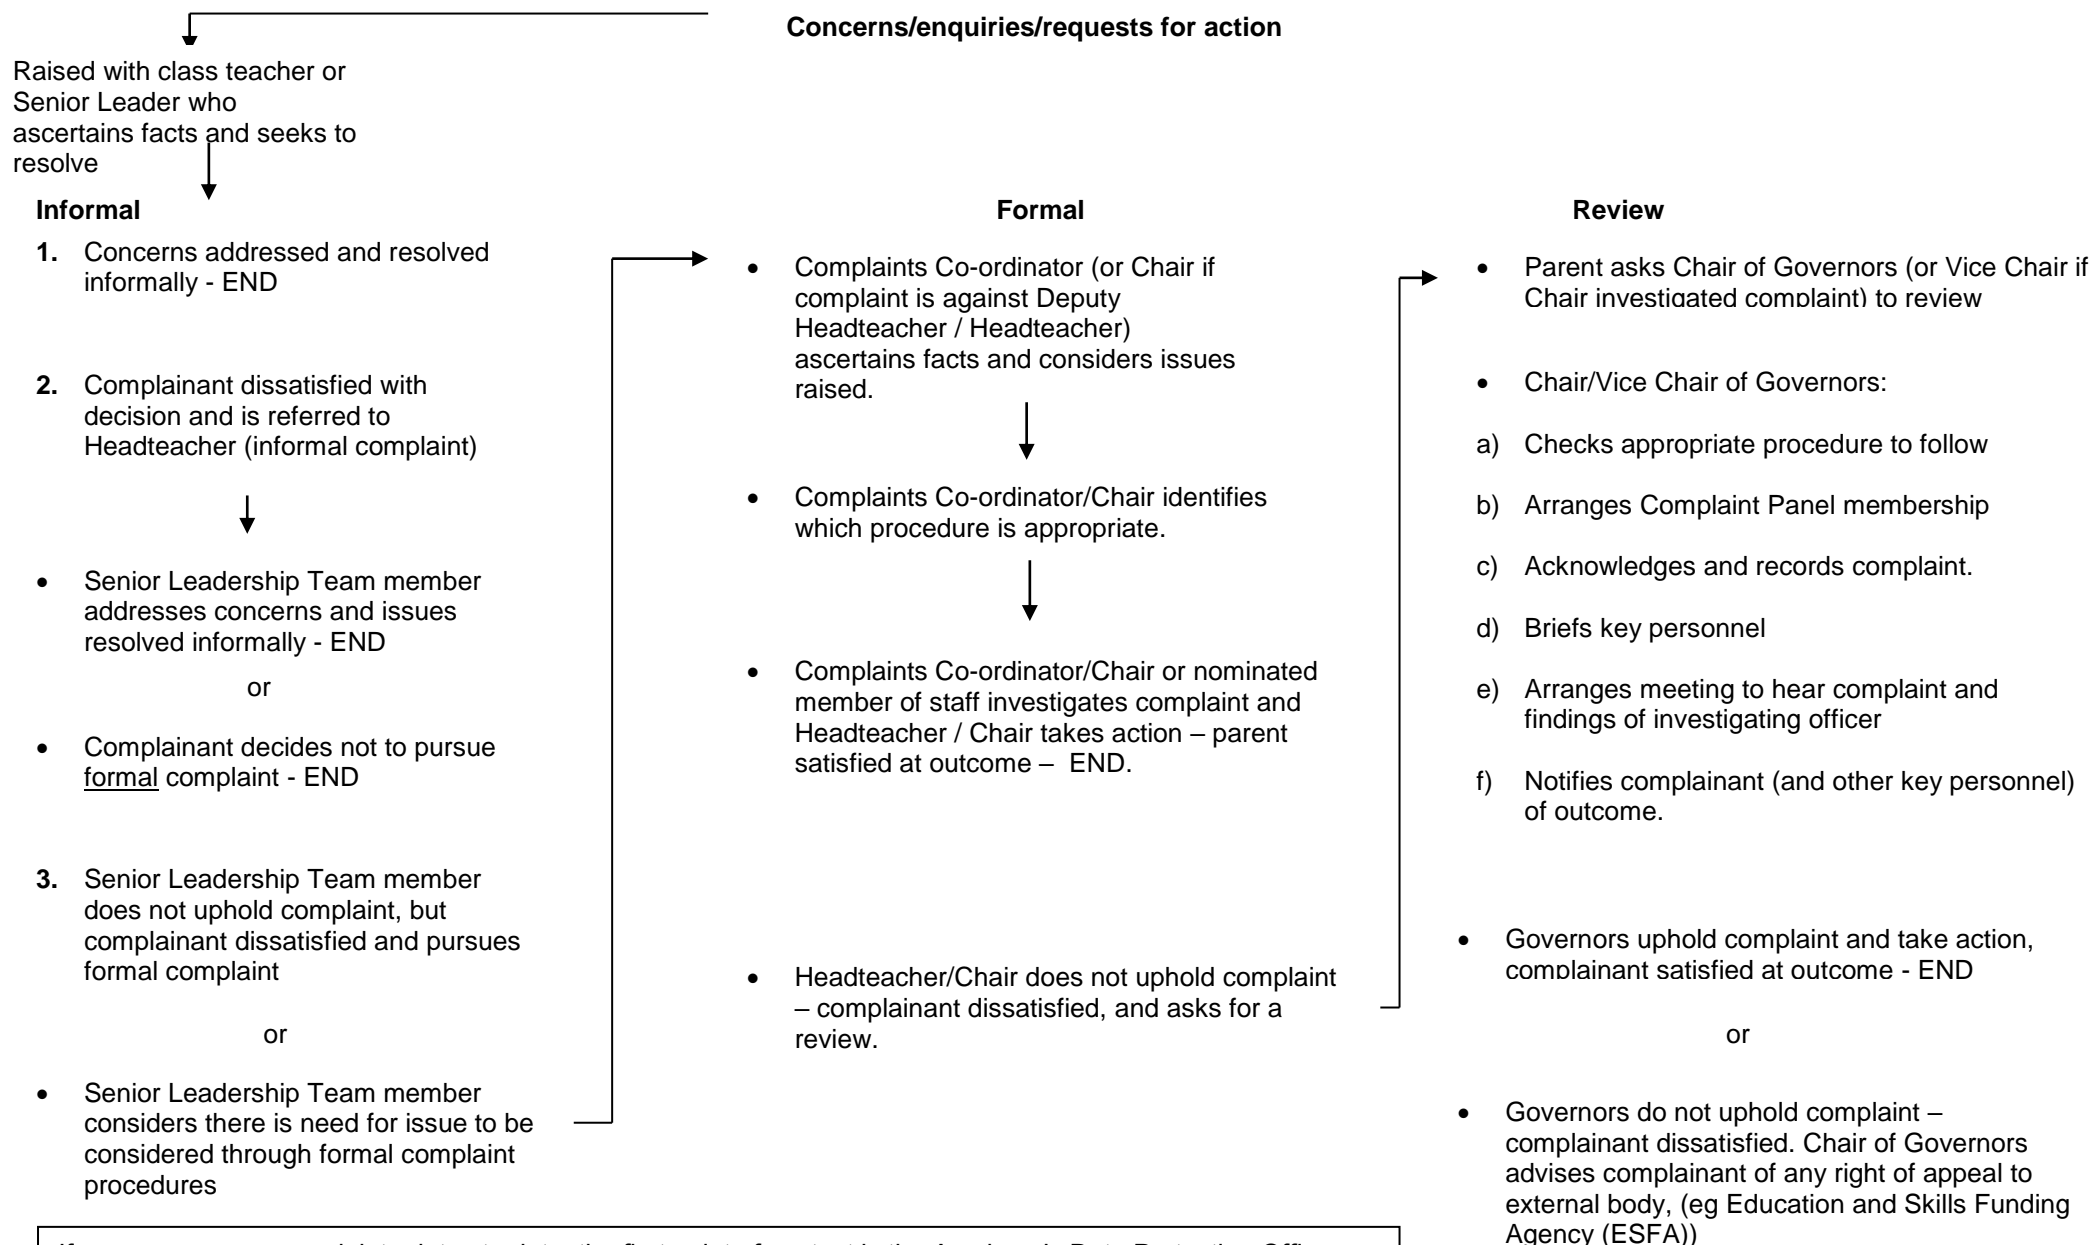 Concerns/enquiries/requests for action
Raised with class teacher or
Senior Leader who
ascertains facts and seeks to
resolve
Informal
1. Concerns addressed and resolved
informally - END
2. Complainant dissatisfied with
decision and is referred to
Headteacher (informal complaint)
• Senior Leadership Team member
addresses concerns and issues
resolved informally - END
or
• Complainant decides not to pursue
formal complaint - END
3. Senior Leadership Team member
does not uphold complaint, but
complainant dissatisfied and pursues
formal complaint
or
• Senior Leadership Team member
considers there is need for issue to be
considered through formal complaint
procedures
Formal
• Complaints Co-ordinator (or Chair if
complaint is against Deputy
Headteacher / Headteacher)
ascertains facts and considers issues
raised.
• Complaints Co-ordinator/Chair identifies
which procedure is appropriate.
• Complaints Co-ordinator/Chair or nominated
member of staff investigates complaint and
Headteacher / Chair takes action – parent
satisfied at outcome – END.
• Headteacher/Chair does not uphold complaint
– complainant dissatisfied, and asks for a
review.
Review
• Parent asks Chair of Governors (or Vice Chair if
Chair investigated complaint) to review
• Chair/Vice Chair of Governors:
a) Checks appropriate procedure to follow
b) Arranges Complaint Panel membership
c) Acknowledges and records complaint.
d) Briefs key personnel
e) Arranges meeting to hear complaint and
findings of investigating officer
f) Notifies complainant (and other key personnel)
of outcome.
• Governors uphold complaint and take action,
complainant satisfied at outcome - END
or
• Governors do not uphold complaint –
complainant dissatisfied. Chair of Governors
advises complainant of any right of appeal to
external body, (eg Education and Skills Funding
Agency (ESFA))